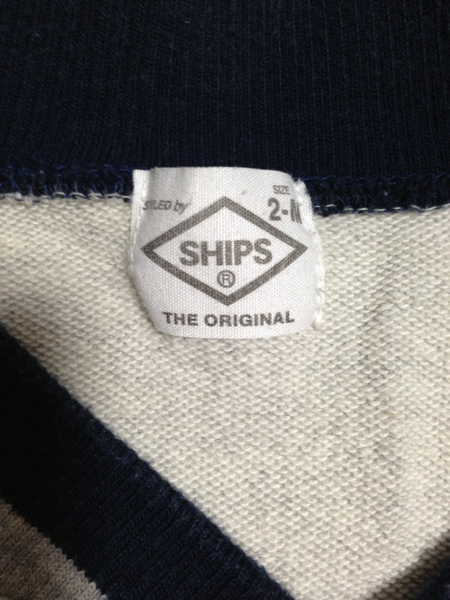 STYLED by
SIZE
2-M
SHIPS
®
THE ORIGINAL